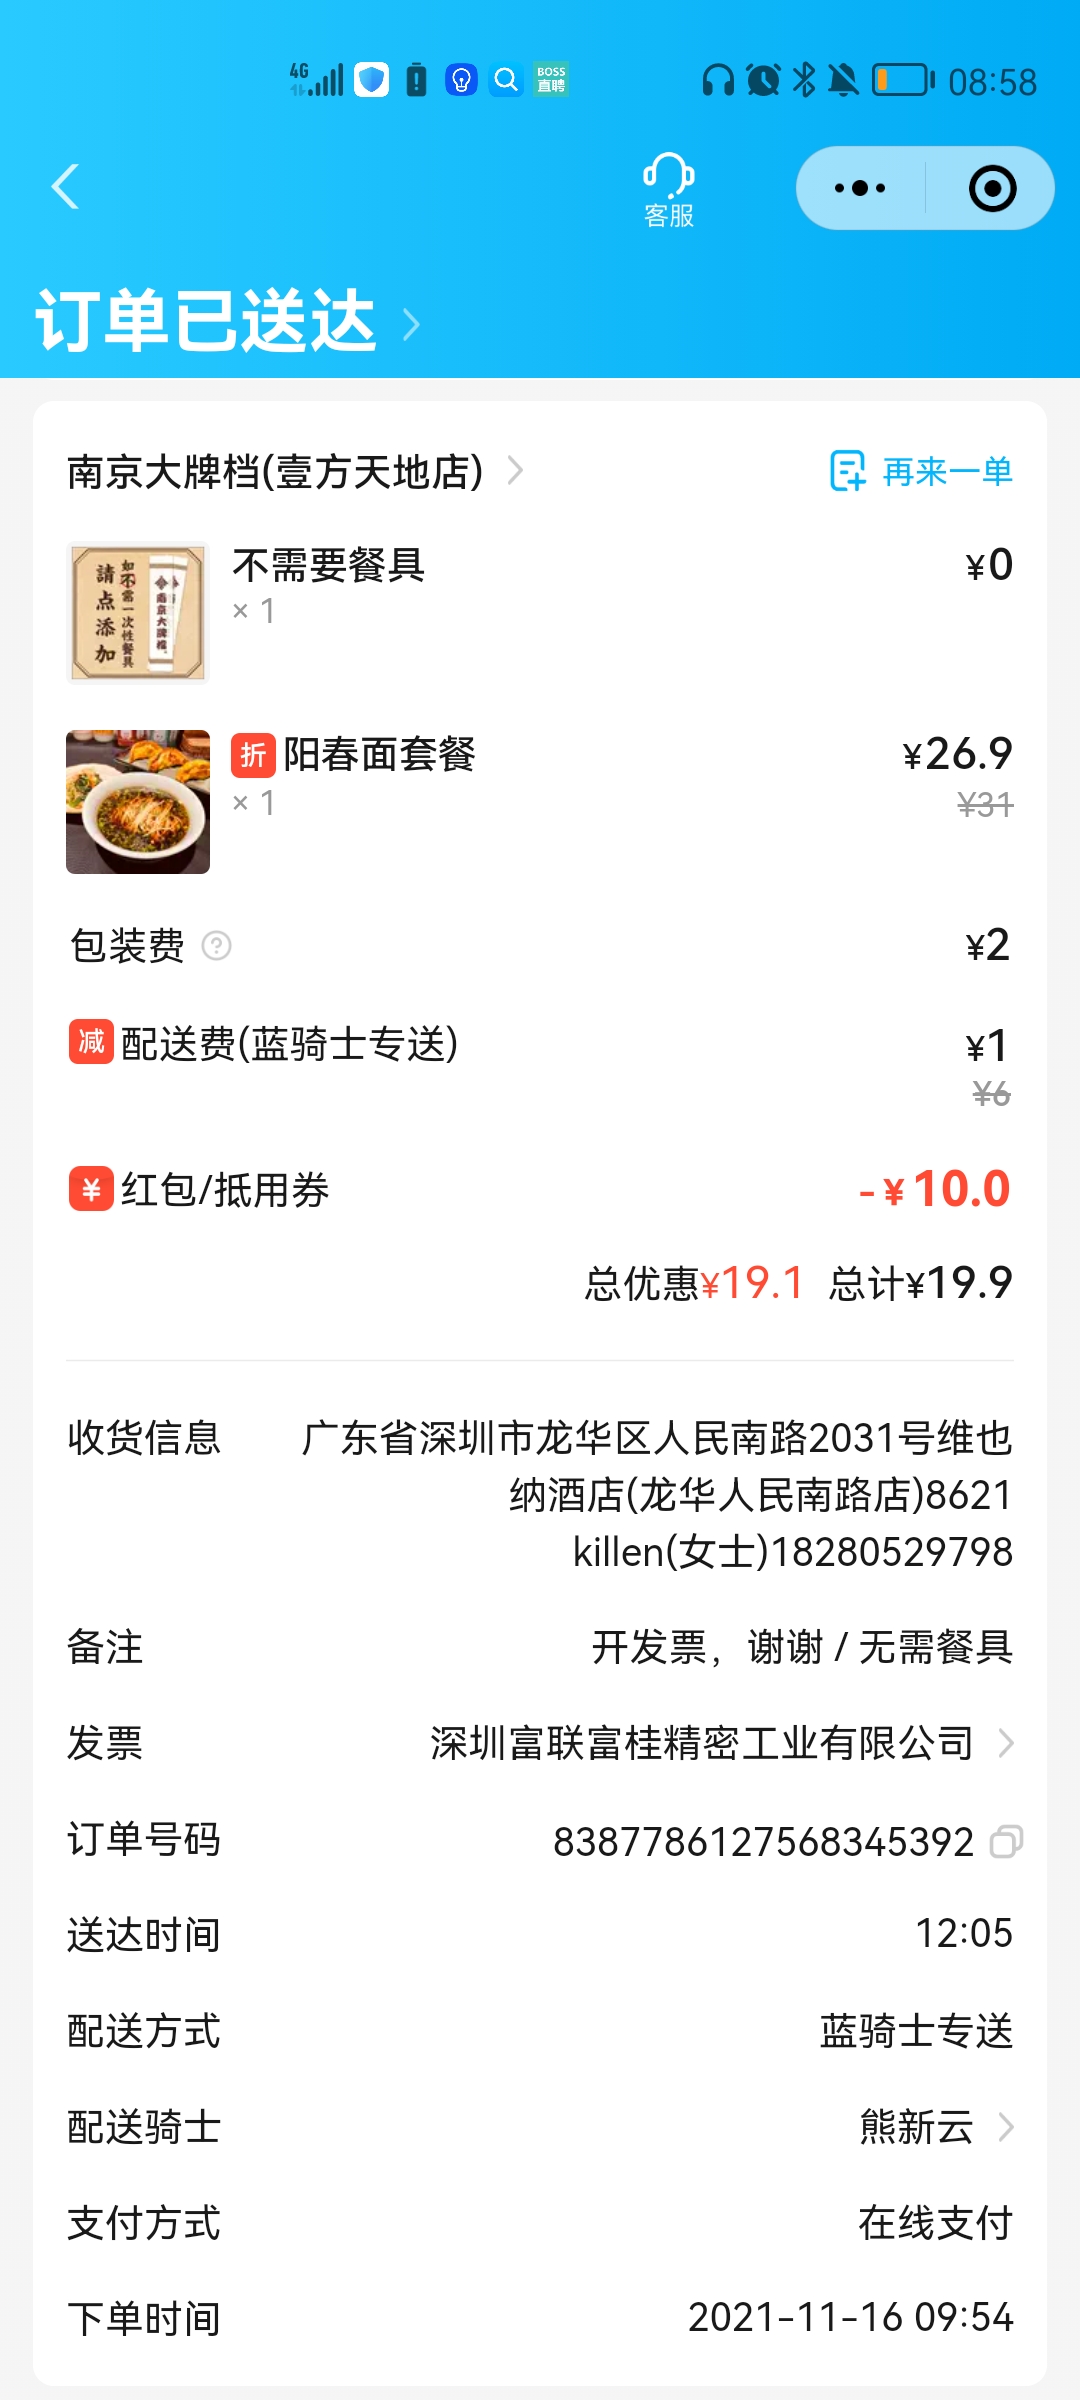 4G BOSS直聘 08:58
客服
订单已送达
南京大牌档(壹方天地店) 再来一单
請点添加 如不需一次性餐具 南京大牌檔
不需要餐具 ¥0
× 1
折 阳春面套餐 ¥26.9
× 1 ¥31
包装费 ? ¥2
减 配送费(蓝骑士专送) ¥1
¥6
¥ 红包/抵用券 -¥10.0
总优惠¥19.1 总计¥19.9
收货信息 广东省深圳市龙华区人民南路2031号维也
纳酒店(龙华人民南路店)8621
killen(女士)18280529798
备注 开发票，谢谢 / 无需餐具
发票 深圳富联富桂精密工业有限公司
订单号码 8387786127568345392
送达时间 12:05
配送方式 蓝骑士专送
配送骑士 熊新云
支付方式 在线支付
下单时间 2021-11-16 09:54